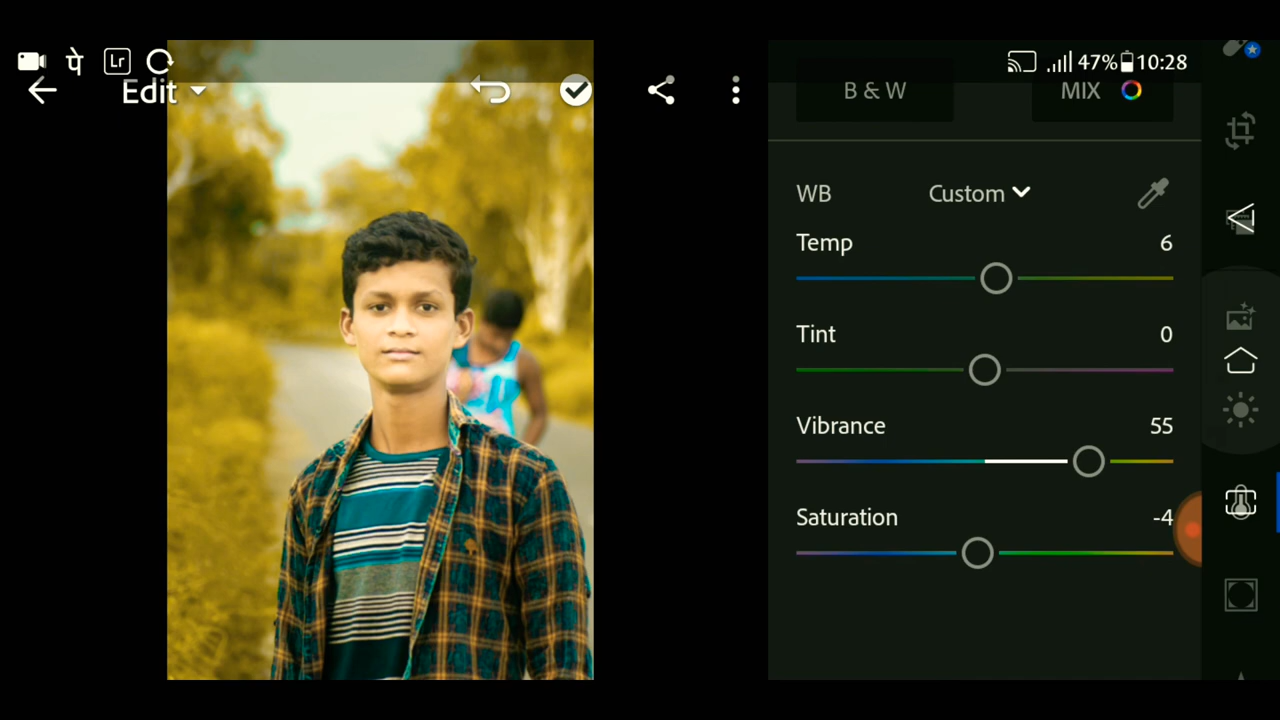 पे Lr 47% 10:28
Edit
B & W MIX
WB Custom
Temp 6
Tint 0
Vibrance 55
Saturation -4